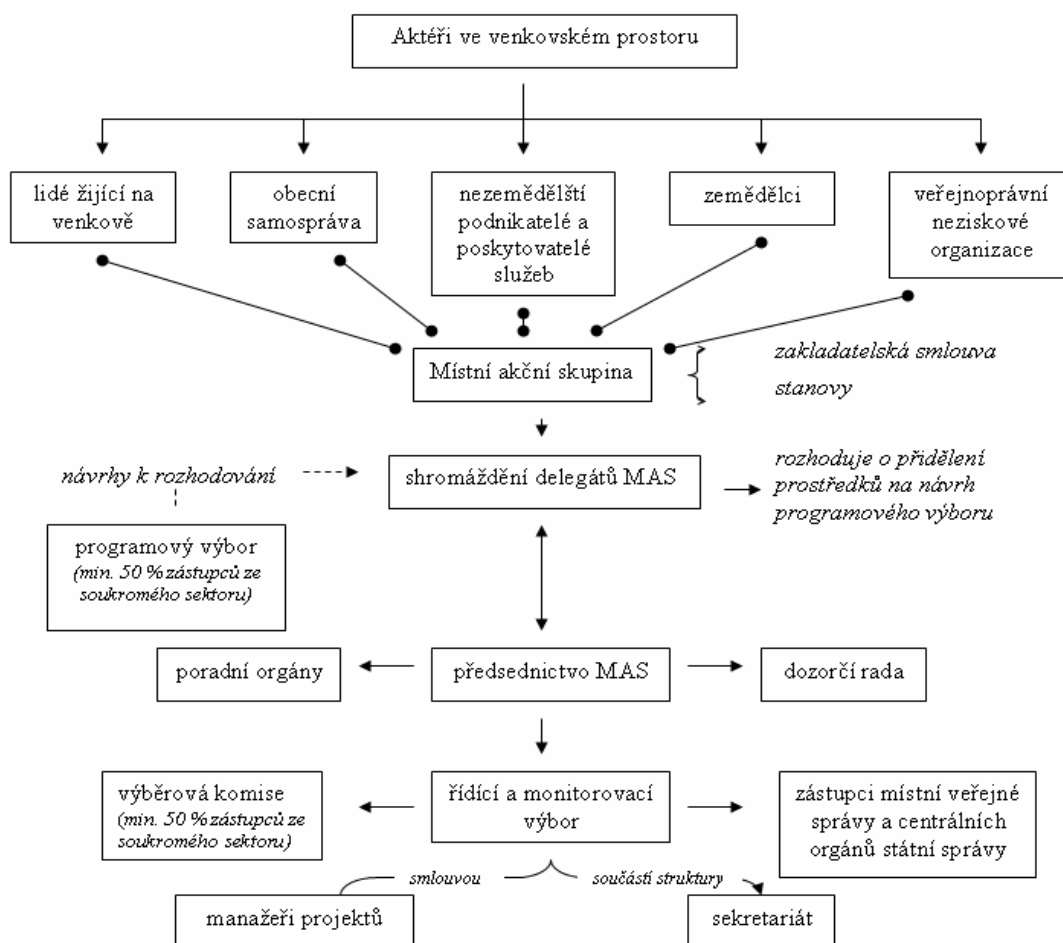 Aktéři ve venkovském prostoru
lidé žijící na
venkově
obecní
samospráva
nezemědělští
podnikatelé a
poskytovatelé
služeb
zemědělci
veřejnoprávní
neziskové
organizace
Místní akční skupina
zakladatelská smlouva
stanovy
návrhy k rozhodování
shromáždění delegátů MAS
rozhoduje o přidělení
prostředků na návrh
programového výboru
programový výbor
(min. 50 % zástupců ze
soukromého sektoru)
poradní orgány
předsednictvo MAS
dozorčí rada
výběrová komise
(min. 50 % zástupců ze
soukromého sektoru)
řídící a monitorovací
výbor
zástupci místní veřejné
správy a centrálních
orgánů státní správy
smlouvou
součástí struktury
manažeři projektů
sekretariát